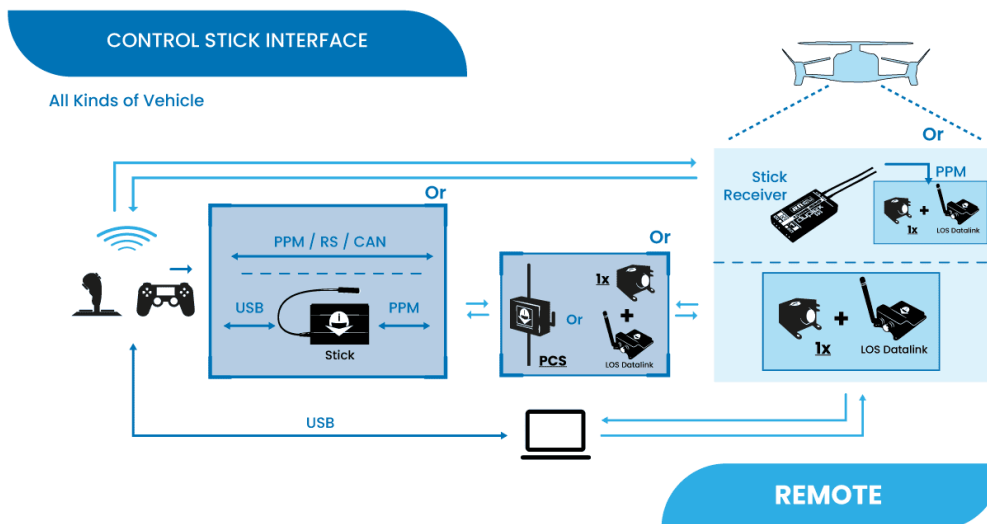 CONTROL STICK INTERFACE
All Kinds of Vehicle
Or
Stick
Receiver
PPM
1x
+
LOS Datalink
Or
PPM / RS / CAN
USB
PPM
Stick
Or
1x
+
Or
PCS
LOS Datalink
+
1x
LOS Datalink
USB
REMOTE